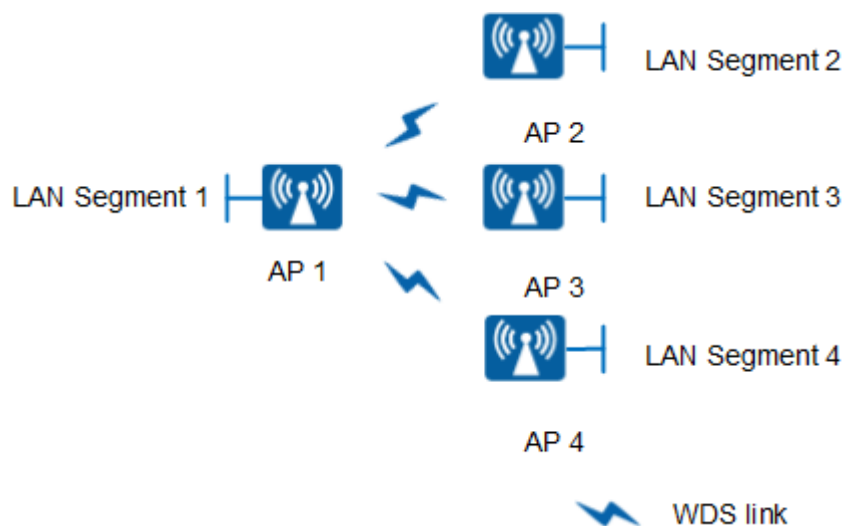 LAN Segment 2
AP 2
LAN Segment 1
LAN Segment 3
AP 1
AP 3
LAN Segment 4
AP 4
WDS link